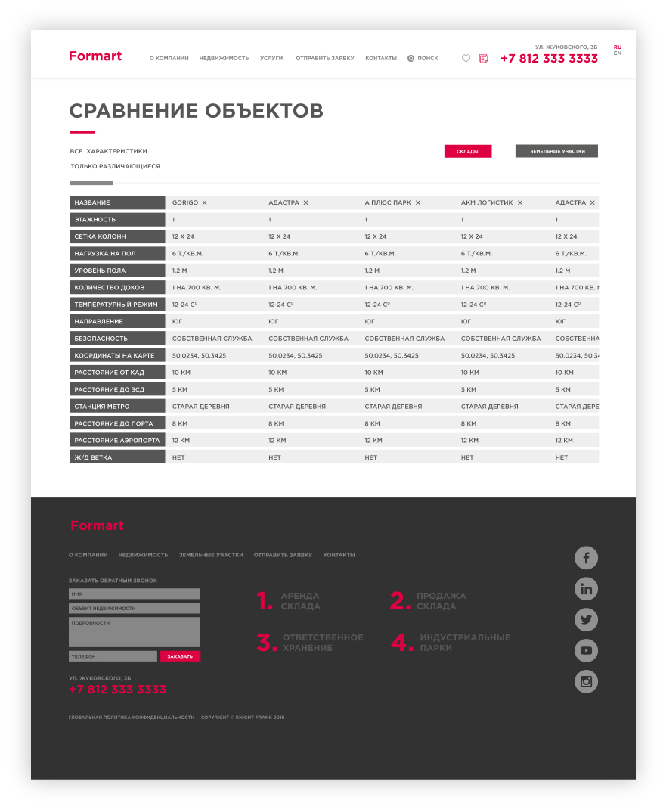 Formart
О КОМПАНИИ НЕДВИЖИМОСТЬ УСЛУГИ ОТПРАВИТЬ ЗАЯВКУ КОНТАКТЫ ПОИСК
УЛ. ЖУКОВСКОГО, 3Б
+7 812 333 3333
RU
EN
СРАВНЕНИЕ ОБЪЕКТОВ
ВСЕ ХАРАКТЕРИСТИКИ
СКЛАДЫ ЗЕМЕЛЬНЫЕ УЧАСТКИ
ТОЛЬКО РАЗЛИЧАЮЩИЕСЯ
НАЗВАНИЕ GORIGO × АДАСТРА × А ПЛЮС ПАРК × АКМ ЛОГИСТИК × АДАСТРА ×
ЭТАЖНОСТЬ 1 1 1 1 1
СЕТКА КОЛОНН 12 X 24 12 X 24 12 X 24 12 X 24 12 X 24
НАГРУЗКА НА ПОЛ 6 Т./КВ.М. 6 Т./КВ.М. 6 Т./КВ.М. 6 Т./КВ.М. 6 Т./КВ.М.
УРОВЕНЬ ПОЛА 1.2 М 1.2 М 1.2 М 1.2 М 1.2 М
КОЛИЧЕСТВО ДОКОВ 1 НА 700 КВ. М. 1 НА 700 КВ. М. 1 НА 700 КВ. М. 1 НА 700 КВ. М. 1 НА 700 КВ. М
ТЕМПЕРАТУРНЫЙ РЕЖИМ 12-24 C° 12-24 C° 12-24 C° 12-24 C° 12-24 C°
НАПРАВЛЕНИЕ ЮГ ЮГ ЮГ ЮГ ЮГ
БЕЗОПАСНОСТЬ СОБСТВЕННАЯ СЛУЖБА СОБСТВЕННАЯ СЛУЖБА СОБСТВЕННАЯ СЛУЖБА СОБСТВЕННАЯ СЛУЖБА СОБСТВЕННА
КООРДИНАТЫ НА КАРТЕ 50.0234, 50.3425 50.0234, 50.3425 50.0234, 50.3425 50.0234, 50.3425 50.0234, 50.34
РАССТОЯНИЕ ОТ КАД 10 КМ 10 КМ 10 КМ 10 КМ 10 КМ
РАССТОЯНИЕ ДО ЗСД 5 КМ 5 КМ 5 КМ 5 КМ 5 КМ
СТАНЦИЯ МЕТРО СТАРАЯ ДЕРЕВНЯ СТАРАЯ ДЕРЕВНЯ СТАРАЯ ДЕРЕВНЯ СТАРАЯ ДЕРЕВНЯ СТАРАЯ ДЕРЕ
РАССТОЯНИЕ ДО ПОРТА 8 КМ 8 КМ 8 КМ 8 КМ 8 КМ
РАССТОЯНИЕ АЭРОПОРТА 12 КМ 12 КМ 12 КМ 12 КМ 12 КМ
Ж/Д ВЕТКА НЕТ НЕТ НЕТ НЕТ НЕТ
Formart
О КОМПАНИИ НЕДВИЖИМОСТЬ ЗЕМЕЛЬНЫЕ УЧАСТКИ ОТПРАВИТЬ ЗАЯВКУ КОНТАКТЫ
ЗАКАЗАТЬ ОБРАТНЫЙ ЗВОНОК
ИМЯ
ОБЪЕКТ НЕДВИЖИМОСТИ
ПОДРОБНОСТИ
ТЕЛЕФОН ЗАКАЗАТЬ
1. АРЕНДА СКЛАДА
2. ПРОДАЖА СКЛАДА
3. ОТВЕТСТВЕННОЕ ХРАНЕНИЕ
4. ИНДУСТРИАЛЬНЫЕ ПАРКИ
УЛ. ЖУКОВСКОГО, 3Б
+7 812 333 3333
ГЛОБАЛЬНАЯ ПОЛИТИКА КОНФИДЕНЦИАЛЬНОСТИ COPYRIGHT © KNIGHT FRANK 2018